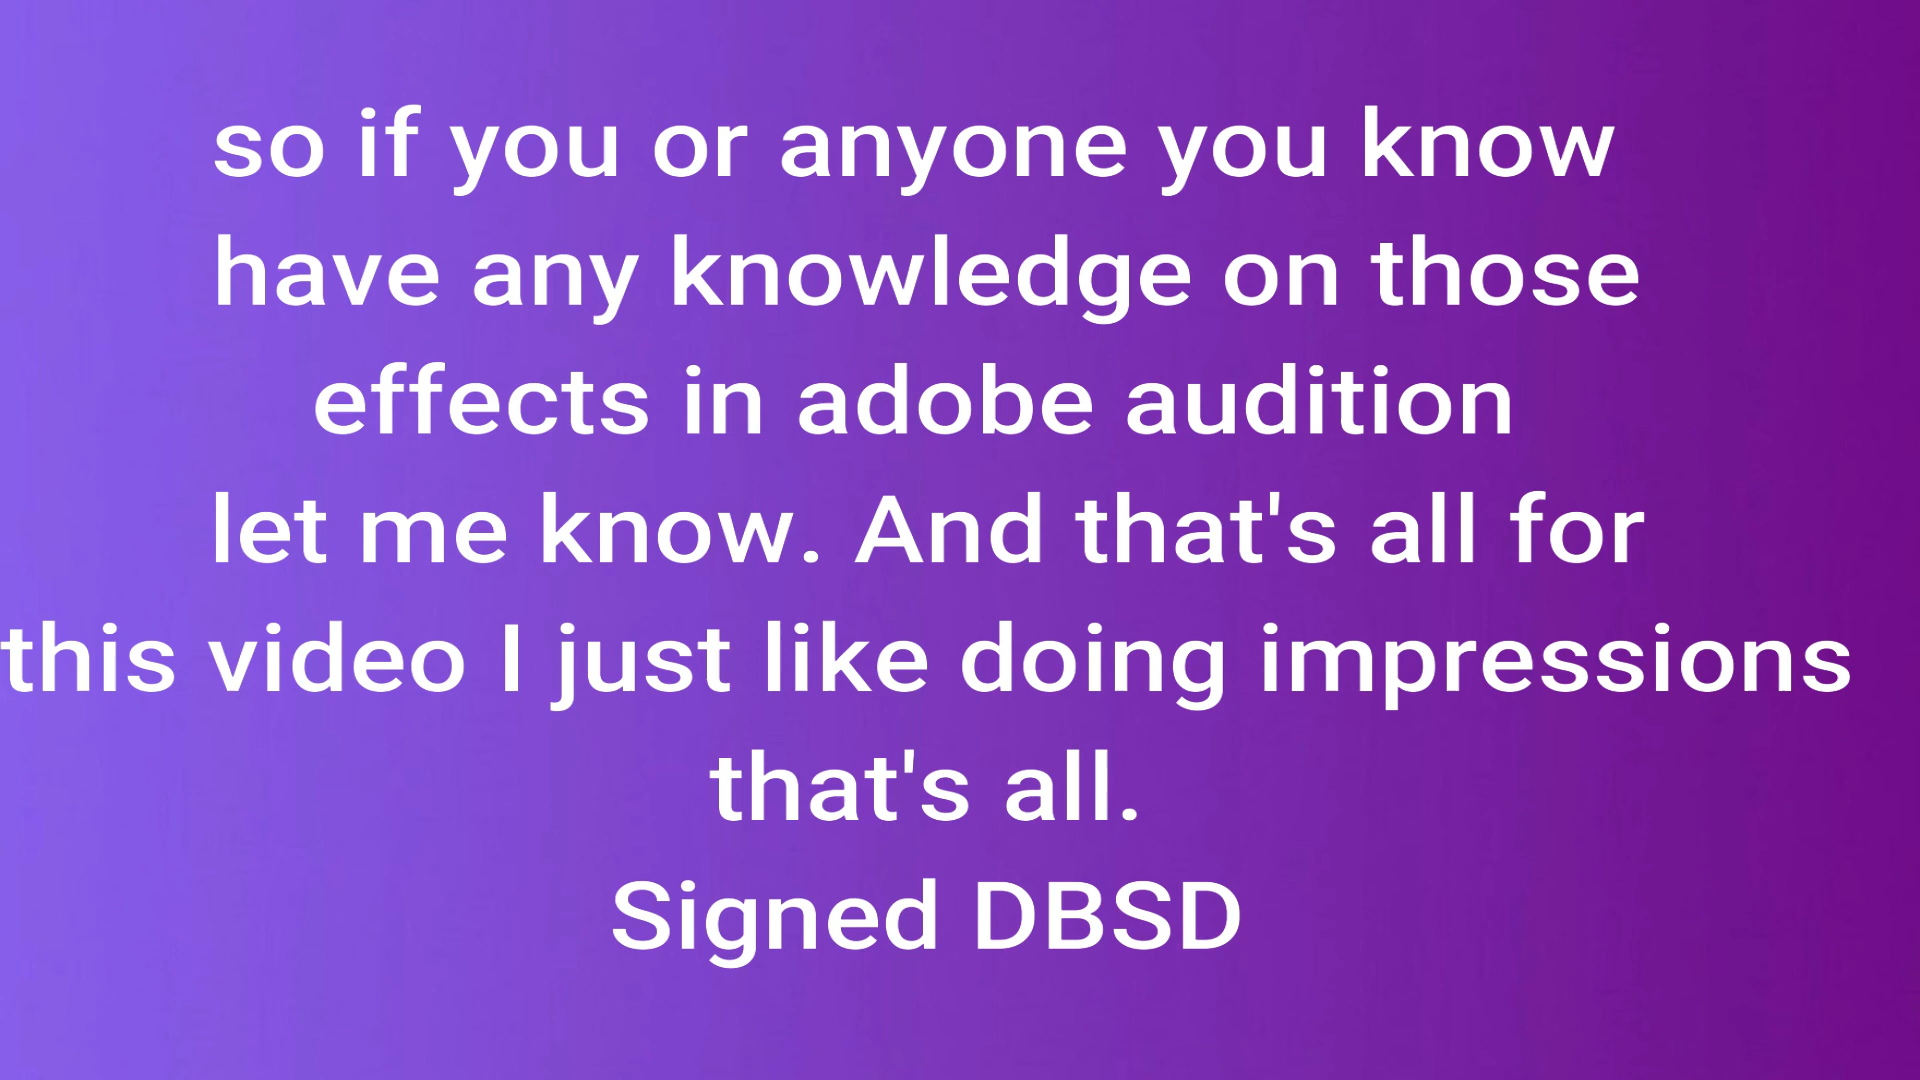 so if you or anyone you know
have any knowledge on those
effects in adobe audition
let me know. And that's all for
this video I just like doing impressions
that's all.
Signed DBSD